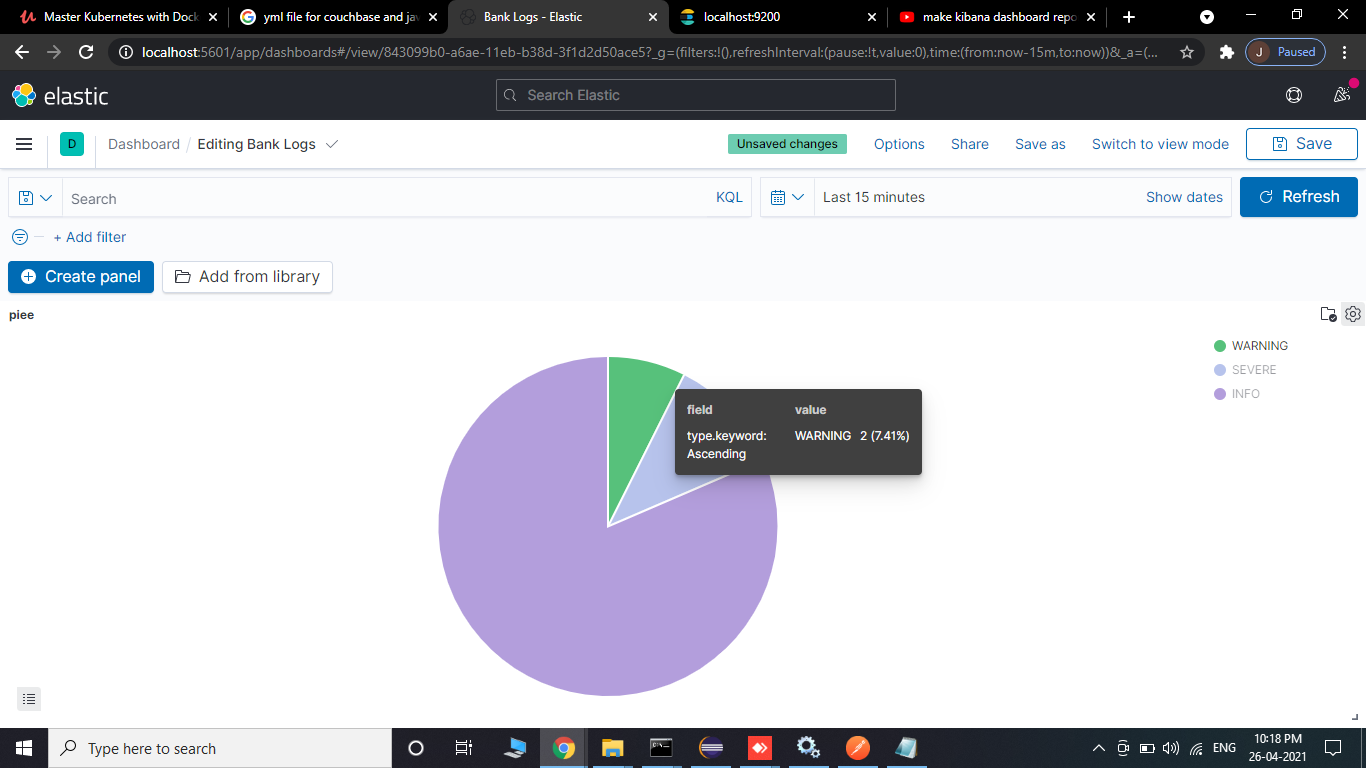 Master Kubernetes with Dock
yml file for couchbase and jav
Bank Logs - Elastic
localhost:9200
make kibana dashboard repo
localhost:5601/app/dashboards#/view/843099b0-a6ae-11eb-b38d-3f1d2d50ace5?_g=(filters:!(),refreshInterval:(pause:!t,value:0),time:(from:now-15m,to:now))&_a=(...
J Paused
elastic
Search Elastic
D Dashboard / Editing Bank Logs
Unsaved changes Options Share Save as Switch to view mode Save
Search KQL Last 15 minutes Show dates Refresh
+ Add filter
Create panel Add from library
piee
WARNING
SEVERE
INFO
field value
type.keyword: WARNING 2 (7.41%)
Ascending
Type here to search
ENG
10:18 PM
26-04-2021